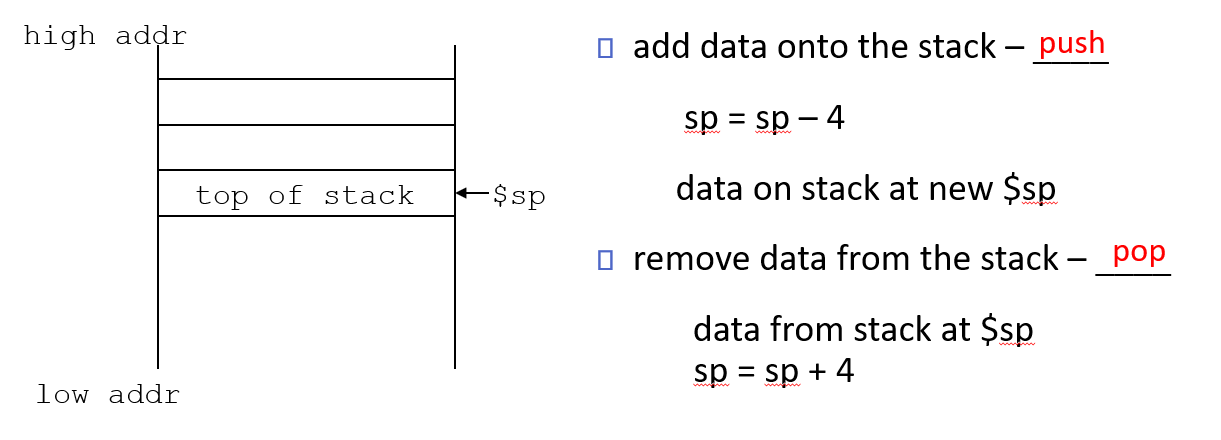 high addr
top of stack
$sp
low addr
add data onto the stack – push
sp = sp – 4
data on stack at new $sp
remove data from the stack – pop
data from stack at $sp
sp = sp + 4